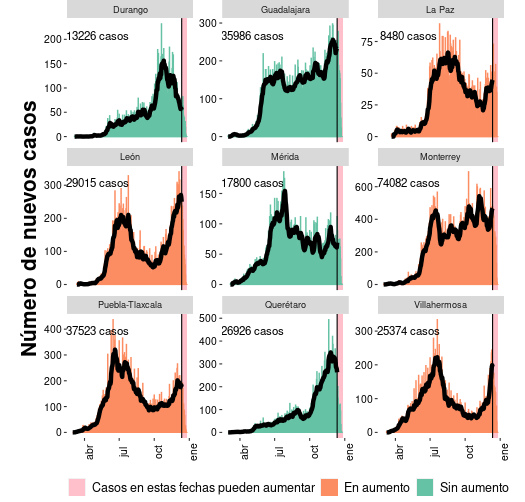 Número de nuevos casos
Durango
Guadalajara
La Paz
13226 casos
35986 casos
8480 casos
200
150
100
50
0
300
200
100
0
75
50
25
0
León
Mérida
Monterrey
29015 casos
17800 casos
74082 casos
300
200
100
0
150
100
50
0
600
400
200
0
Puebla-Tlaxcala
Querétaro
Villahermosa
37523 casos
26926 casos
25374 casos
400
300
200
100
0
500
400
300
200
100
0
300
200
100
0
abr
jul
oct
ene
abr
jul
oct
ene
abr
jul
oct
ene
Casos en estas fechas pueden aumentar
En aumento
Sin aumento